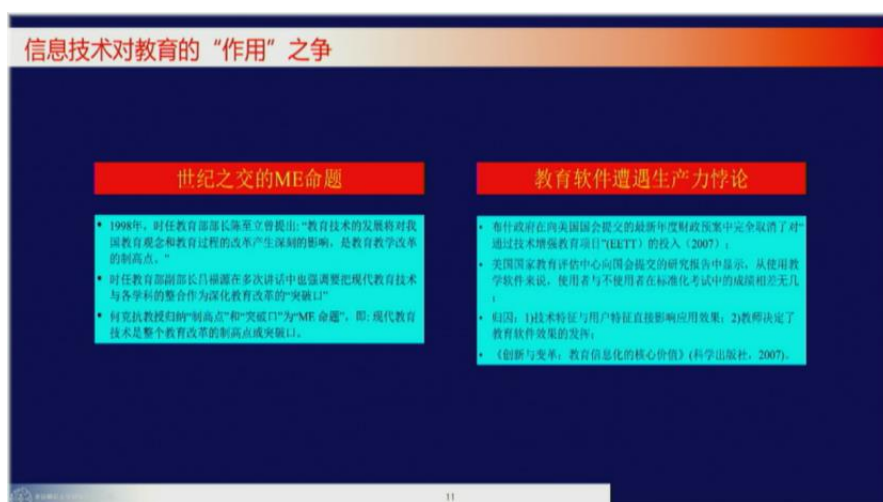 信息技术对教育的“作用”之争
世纪之交的ME命题
• 1998年，时任教育部部长陈至立曾提出:“教育技术的发展将对我
国教育观念和教育过程的改革产生深刻的影响，是教育教学改革
的制高点。”
• 时任教育部副部长吕福源在多次讲话中也强调要把现代教育技术
与各学科的整合作为深化教育改革的“突破口”
• 何克抗教授归纳“制高点”和“突破口”为“ME 命题”，即: 现代教育
技术是整个教育改革的制高点或突破口。
教育软件遭遇生产力悖论
• 布什政府在向美国国会提交的最新年度财政预案中完全取消了对“
通过技术增强教育项目”(EETT）的投入（2007）；
• 美国国家教育评估中心向国会提交的研究报告中显示，从使用教
学软件来说，使用者与不使用者在标准化考试中的成绩相差无几
；
• 归因：1)技术特征与用户特征直接影响应用效果；2)教师决定了
教育软件效果的发挥；
• 《创新与变革：教育信息化的核心价值》(科学出版社，2007)。
11